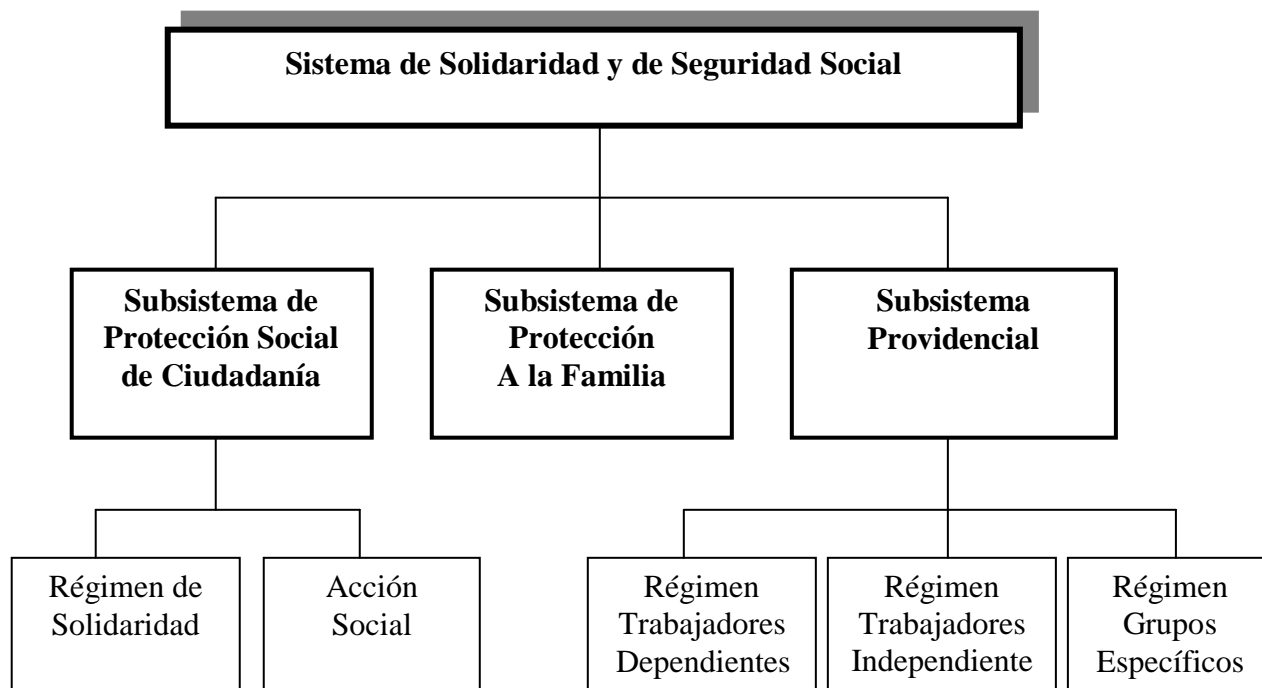 Sistema de Solidaridad y de Seguridad Social
Subsistema de
Protección Social
de Ciudadanía
Subsistema de
Protección
A la Familia
Subsistema
Providencial
Régimen de
Solidaridad
Acción
Social
Régimen
Trabajadores
Dependientes
Régimen
Trabajadores
Independiente
Régimen
Grupos
Específicos